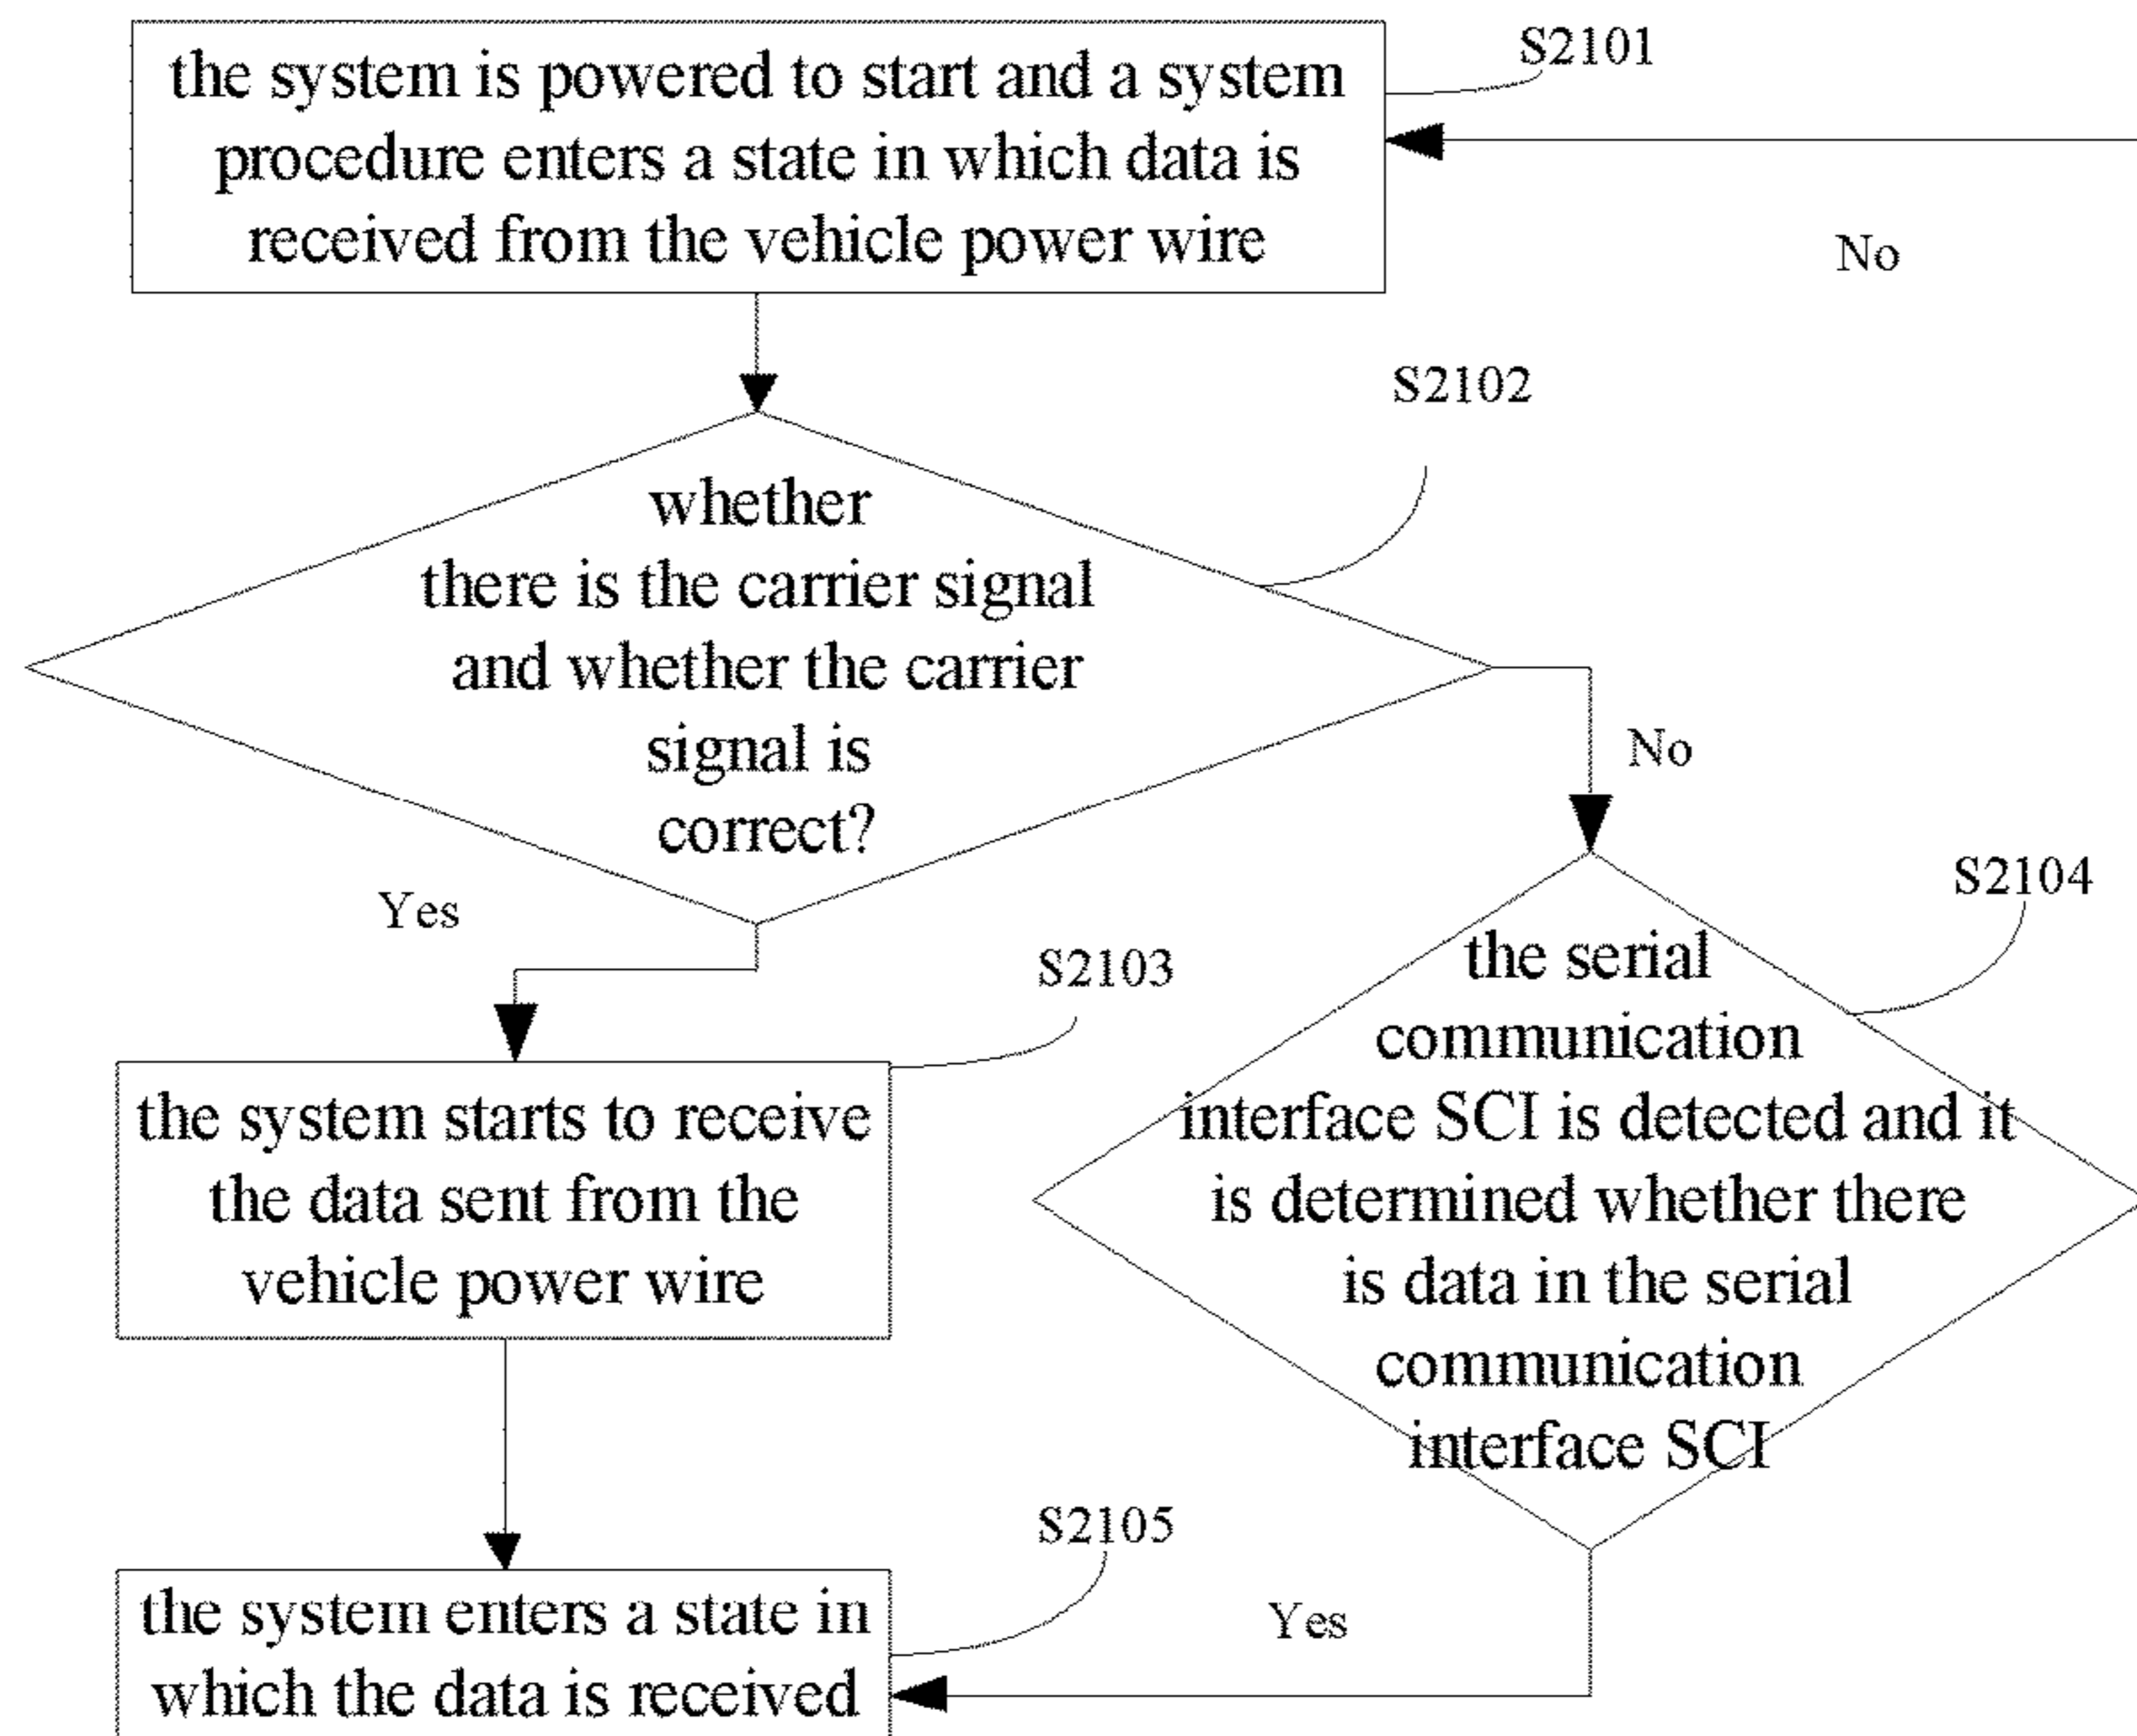 the system is powered to start and a system
procedure enters a state in which data is
received from the vehicle power wire
S2101
No
S2102
whether
there is the carrier signal
and whether the carrier
signal is
correct?
No
Yes
S2103
the system starts to receive
the data sent from the
vehicle power wire
S2104
the serial
communication
interface SCI is detected and it
is determined whether there
is data in the serial
communication
interface SCI
S2105
Yes
the system enters a state in
which the data is received